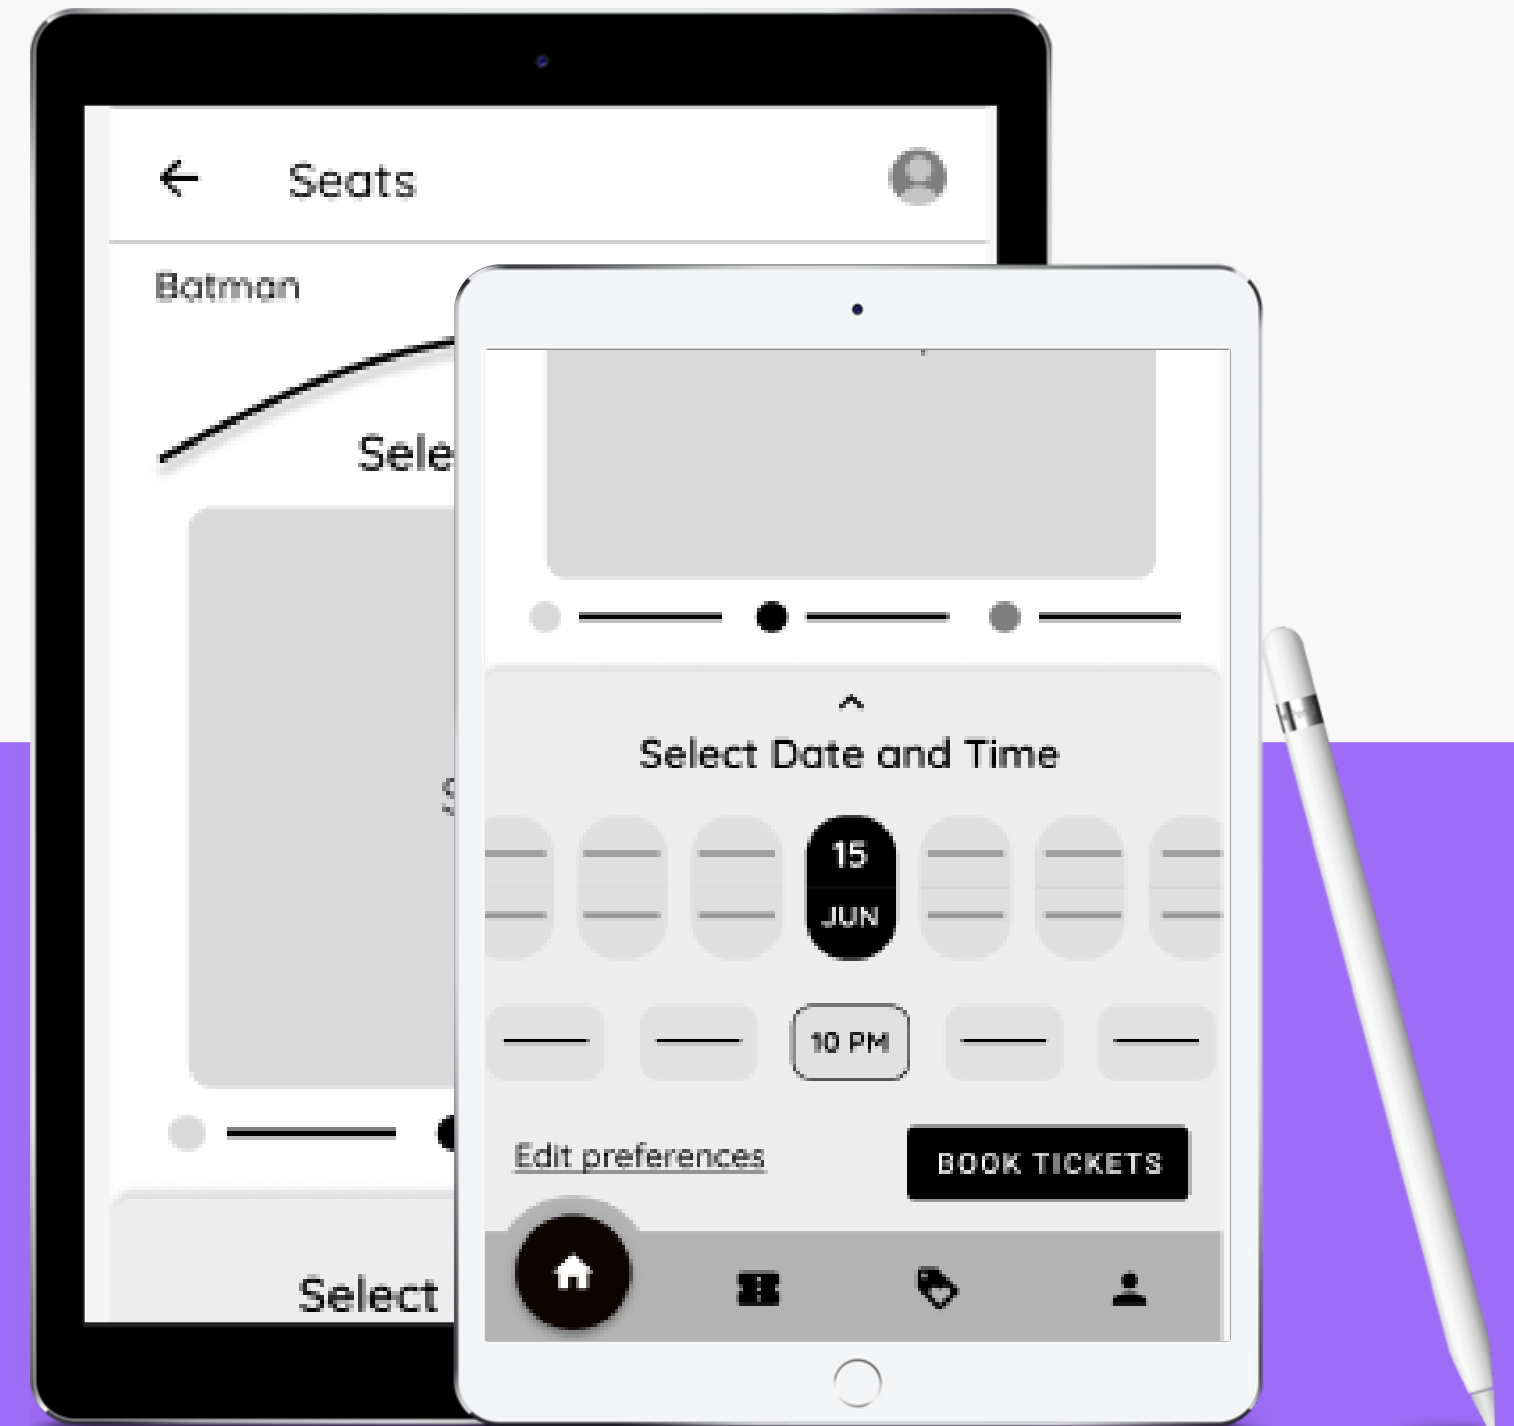 Seats
Batman
Sele
S
Select
Select Date and Time
15
JUN
10 PM
Edit preferences
BOOK TICKETS